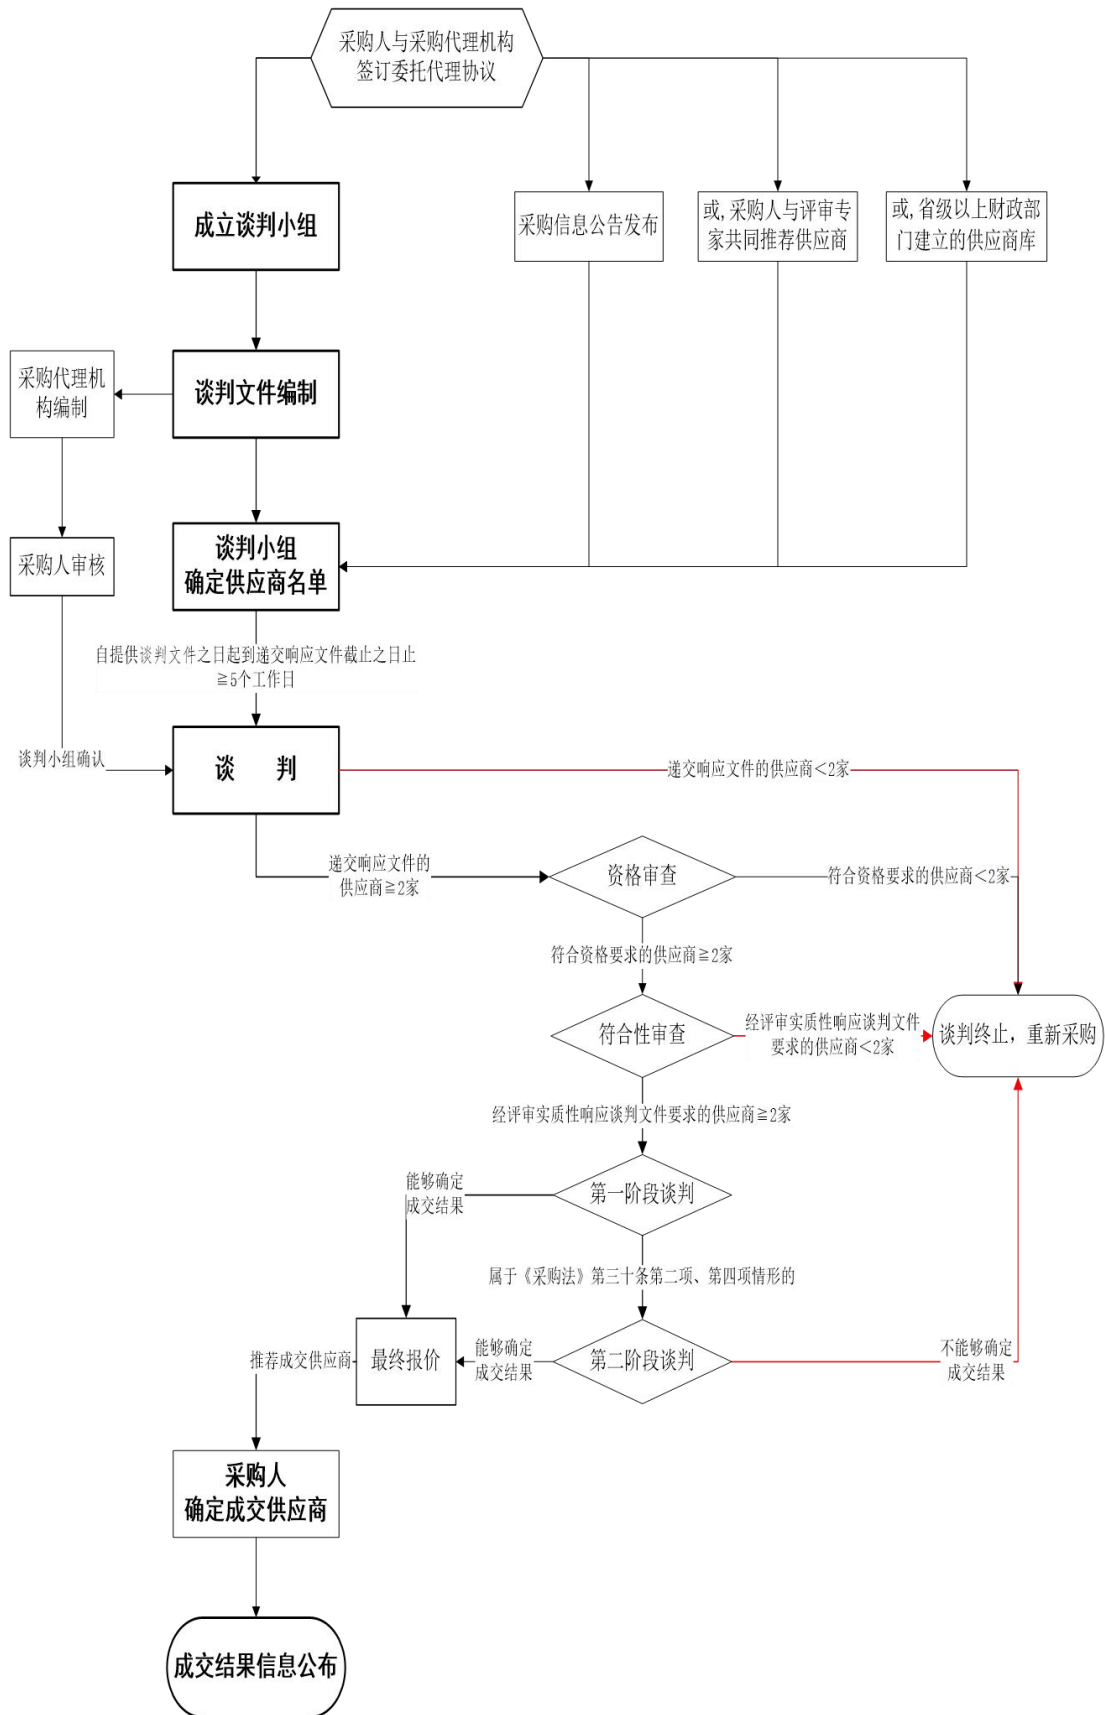 采购人与采购代理机构
签订委托代理协议
成立谈判小组
采购信息公告发布
或,采购人与评审专
家共同推荐供应商
或,省级以上财政部
门建立的供应商库
采购代理机
构编制
谈判文件编制
采购人审核
谈判小组
确定供应商名单
自提供谈判文件之日起到递交响应文件截止之日止
≧5个工作日
谈判小组确认
谈 判
递交响应文件的供应商<2家
递交响应文件的
供应商≧2家
资格审查
符合资格要求的供应商<2家
符合资格要求的供应商≧2家
符合性审查
经评审实质性响应谈判文件
要求的供应商<2家
谈判终止，重新采购
经评审实质性响应谈判文件要求的供应商≧2家
能够确定
成交结果
第一阶段谈判
属于《采购法》第三十条第二项、第四项情形的
推荐成交供应商
最终报价
能够确定
成交结果
第二阶段谈判
不能够确定
成交结果
采购人
确定成交供应商
成交结果信息公布